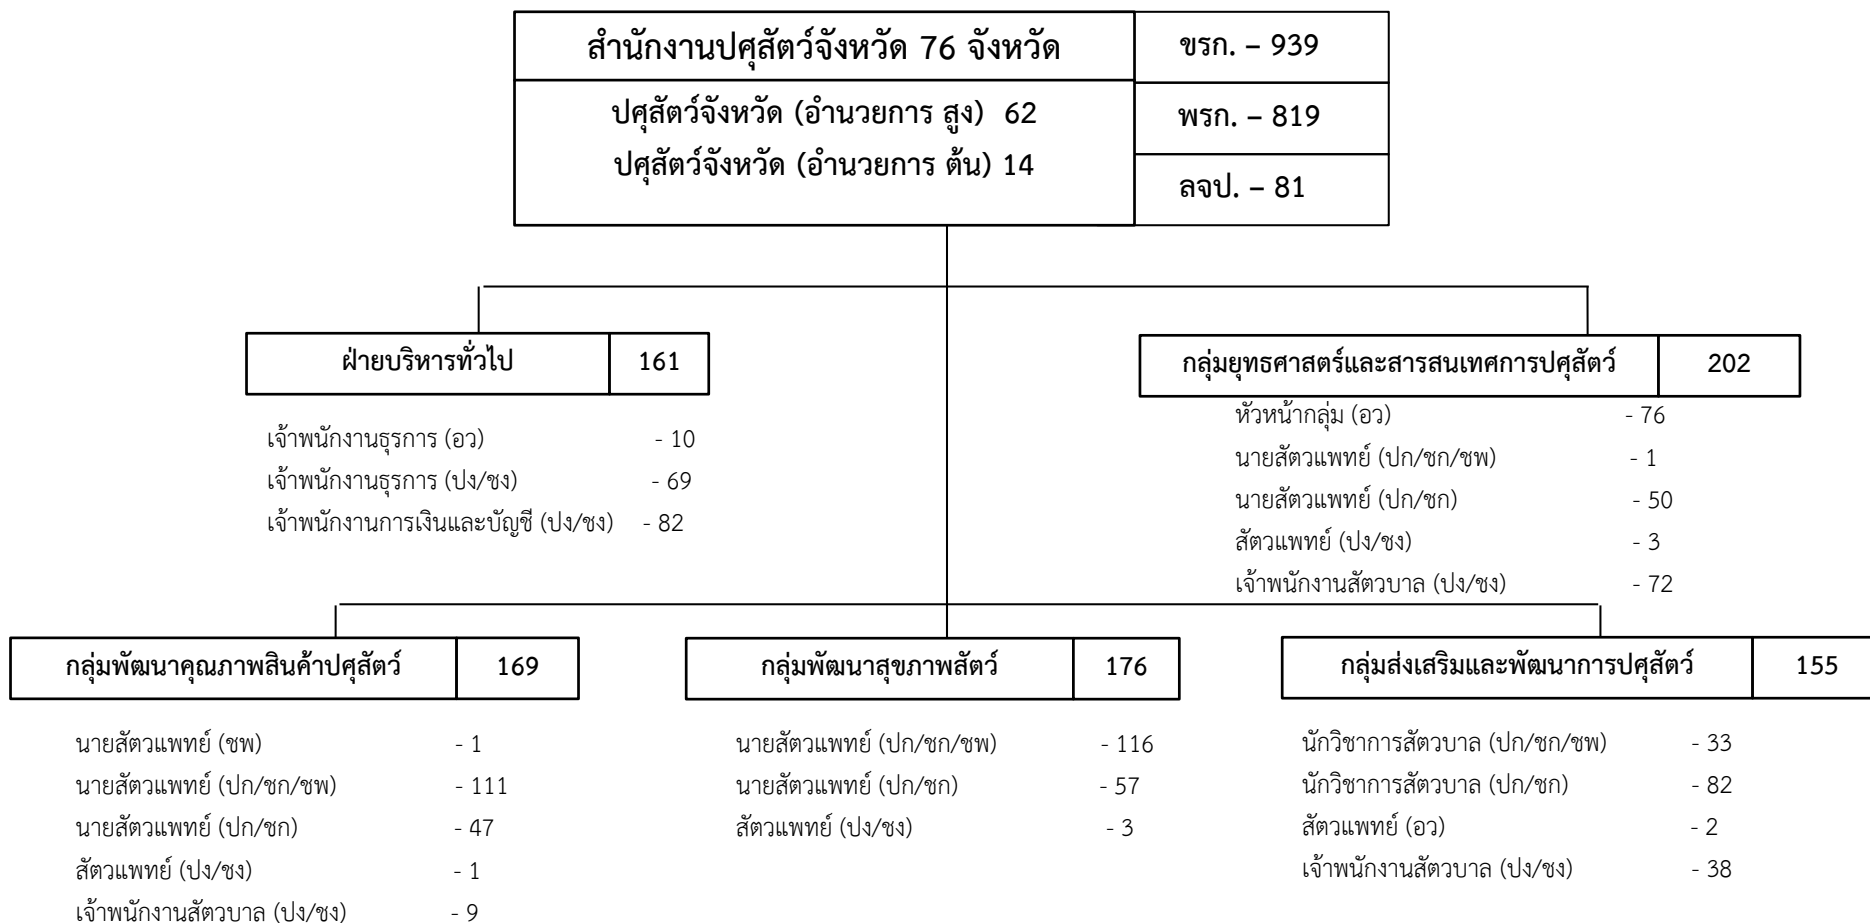 สำนักงานปศุสัตว์จังหวัด 76 จังหวัด
ขรก. – 939
ปศุสัตว์จังหวัด (อำนวยการ สูง) 62
พรก. – 819
ปศุสัตว์จังหวัด (อำนวยการ ต้น) 14
ลจป. – 81
ฝ่ายบริหารทั่วไป 161
เจ้าพนักงานธุรการ (อว) - 10
เจ้าพนักงานธุรการ (ปง/ชง) - 69
เจ้าพนักงานการเงินและบัญชี (ปง/ชง) - 82
กลุ่มยุทธศาสตร์และสารสนเทศการปศุสัตว์ 202
หัวหน้ากลุ่ม (อว) - 76
นายสัตวแพทย์ (ปก/ชก/ชพ) - 1
นายสัตวแพทย์ (ปก/ชก) - 50
สัตวแพทย์ (ปง/ชง) - 3
เจ้าพนักงานสัตวบาล (ปง/ชง) - 72
กลุ่มพัฒนาคุณภาพสินค้าปศุสัตว์ 169
นายสัตวแพทย์ (ชพ) - 1
นายสัตวแพทย์ (ปก/ชก/ชพ) - 111
นายสัตวแพทย์ (ปก/ชก) - 47
สัตวแพทย์ (ปง/ชง) - 1
เจ้าพนักงานสัตวบาล (ปง/ชง) - 9
กลุ่มพัฒนาสุขภาพสัตว์ 176
นายสัตวแพทย์ (ปก/ชก/ชพ) - 116
นายสัตวแพทย์ (ปก/ชก) - 57
สัตวแพทย์ (ปง/ชง) - 3
กลุ่มส่งเสริมและพัฒนาการปศุสัตว์ 155
นักวิชาการสัตวบาล (ปก/ชก/ชพ) - 33
นักวิชาการสัตวบาล (ปก/ชก) - 82
สัตวแพทย์ (อว) - 2
เจ้าพนักงานสัตวบาล (ปง/ชง) - 38